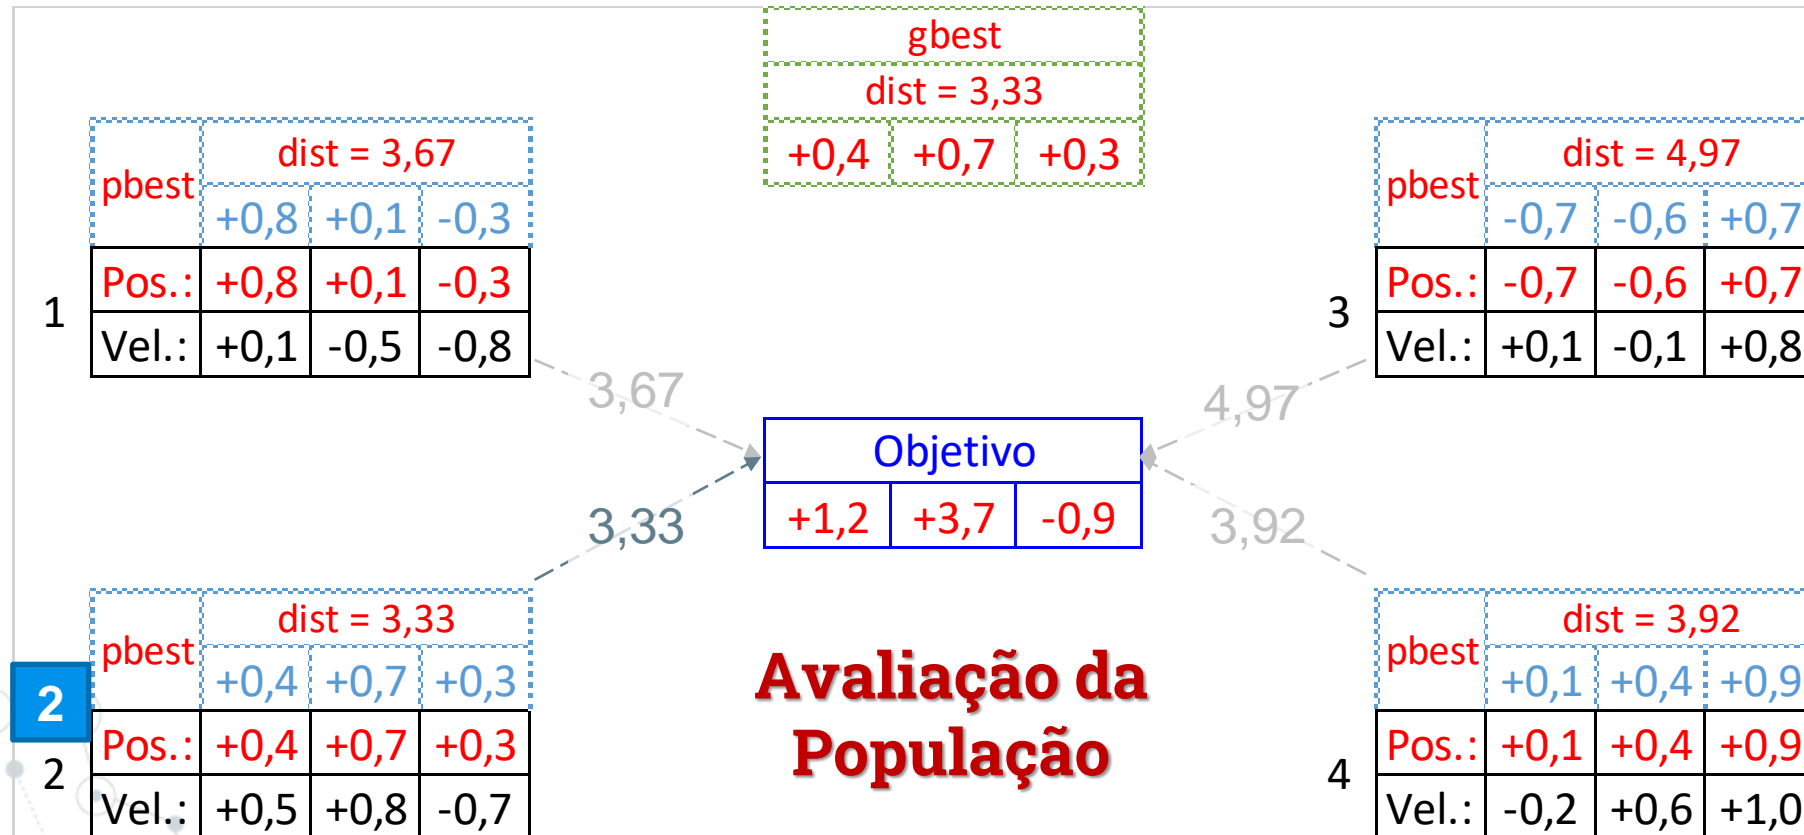 gbest
dist = 3,33
+0,4 +0,7 +0,3
dist = 3,67
pbest
+0,8 +0,1 -0,3
Pos.: +0,8 +0,1 -0,3
1
Vel.: +0,1 -0,5 -0,8
dist = 4,97
pbest
-0,7 -0,6 +0,7
Pos.: -0,7 -0,6 +0,7
3
Vel.: +0,1 -0,1 +0,8
3,67
4,97
Objetivo
+1,2 +3,7 -0,9
3,33
3,92
dist = 3,33
pbest
+0,4 +0,7 +0,3
2
Pos.: +0,4 +0,7 +0,3
2
Vel.: +0,5 +0,8 -0,7
Avaliação da
População
dist = 3,92
pbest
+0,1 +0,4 +0,9
Pos.: +0,1 +0,4 +0,9
4
Vel.: -0,2 +0,6 +1,0